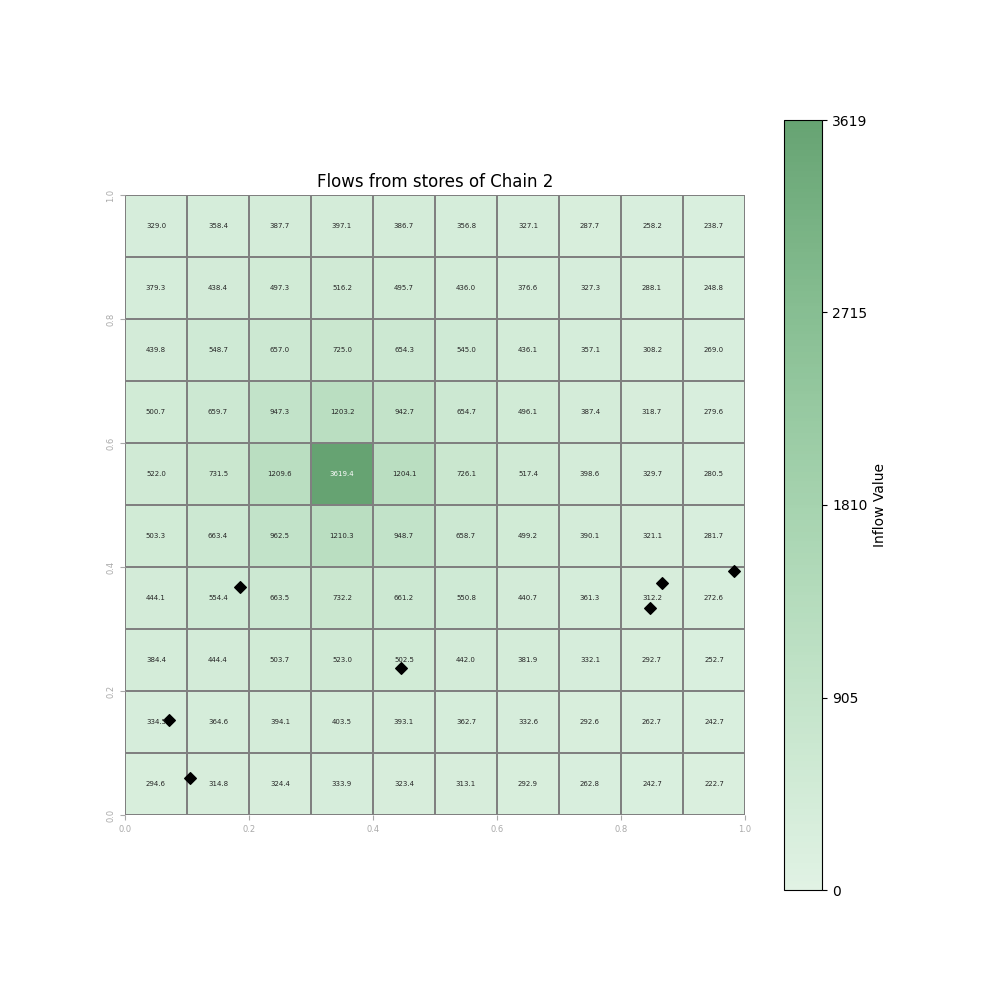 Flows from stores of Chain 2
1.0
329.0 358.4 387.7 397.1 386.7 356.8 327.1 287.7 258.2 238.7
379.3 438.4 497.3 516.2 495.7 436.0 376.6 327.3 288.1 248.8
0.8
439.8 548.7 657.0 725.0 654.3 545.0 436.1 357.1 308.2 269.0
500.7 659.7 947.3 1203.2 942.7 654.7 496.1 387.4 318.7 279.6
0.6
522.0 731.5 1209.6 3619.4 1204.1 726.1 517.4 398.6 329.7 280.5
503.3 663.4 962.5 1210.3 948.7 658.7 499.2 390.1 321.1 281.7
0.4
444.1 554.4 663.5 732.2 661.2 550.8 440.7 361.3 312.2 272.6
384.4 444.4 503.7 523.0 502.5 442.0 381.9 332.1 292.7 252.7
0.2
364.6 394.1 403.5 393.1 362.7 332.6 292.6 262.7 242.7
294.6 314.8 324.4 333.9 323.4 313.1 292.9 262.8 242.7 222.7
0.0
0.0 0.2 0.4 0.6 0.8 1.0
3619
2715
1810
905
0
Inflow Value